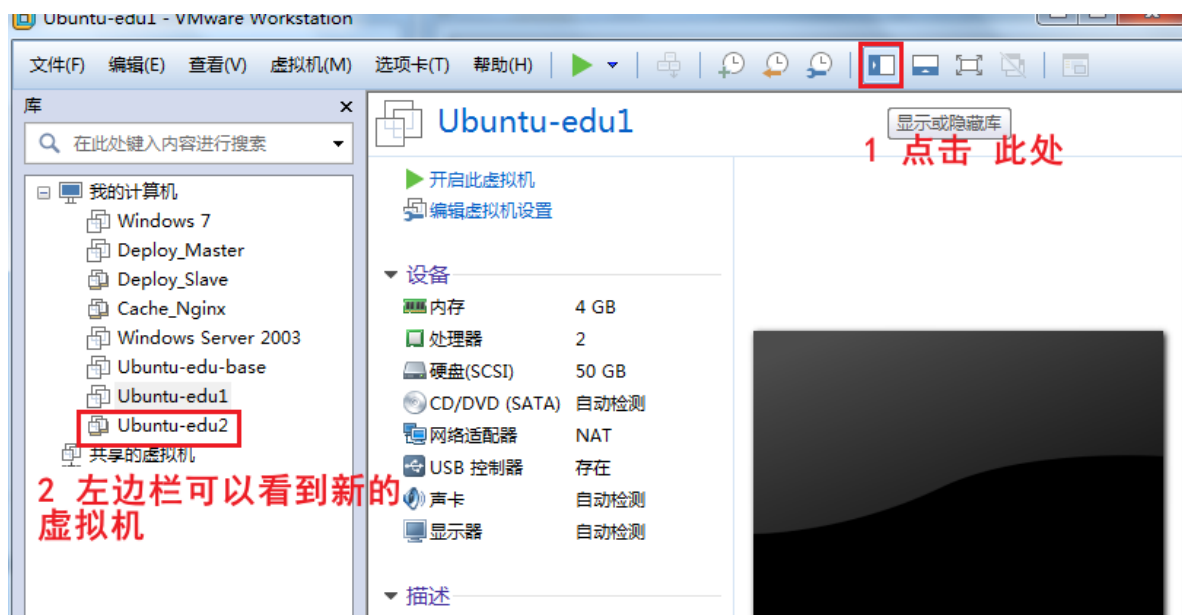 Ubuntu-edu1 - VMware Workstation
文件(F) 编辑(E) 查看(V) 虚拟机(M) 选项卡(T) 帮助(H)
库
在此处键入内容进行搜索
我的计算机
Windows 7
Deploy_Master
Deploy_Slave
Cache_Nginx
Windows Server 2003
Ubuntu-edu-base
Ubuntu-edu1
Ubuntu-edu2
共享的虚拟机
2 左边栏可以看到新的
虚拟机
Ubuntu-edu1
显示或隐藏库
1 点击 此处
开启此虚拟机
编辑虚拟机设置
设备
内存 4 GB
处理器 2
硬盘(SCSI) 50 GB
CD/DVD (SATA) 自动检测
网络适配器 NAT
USB 控制器 存在
声卡 自动检测
显示器 自动检测
描述